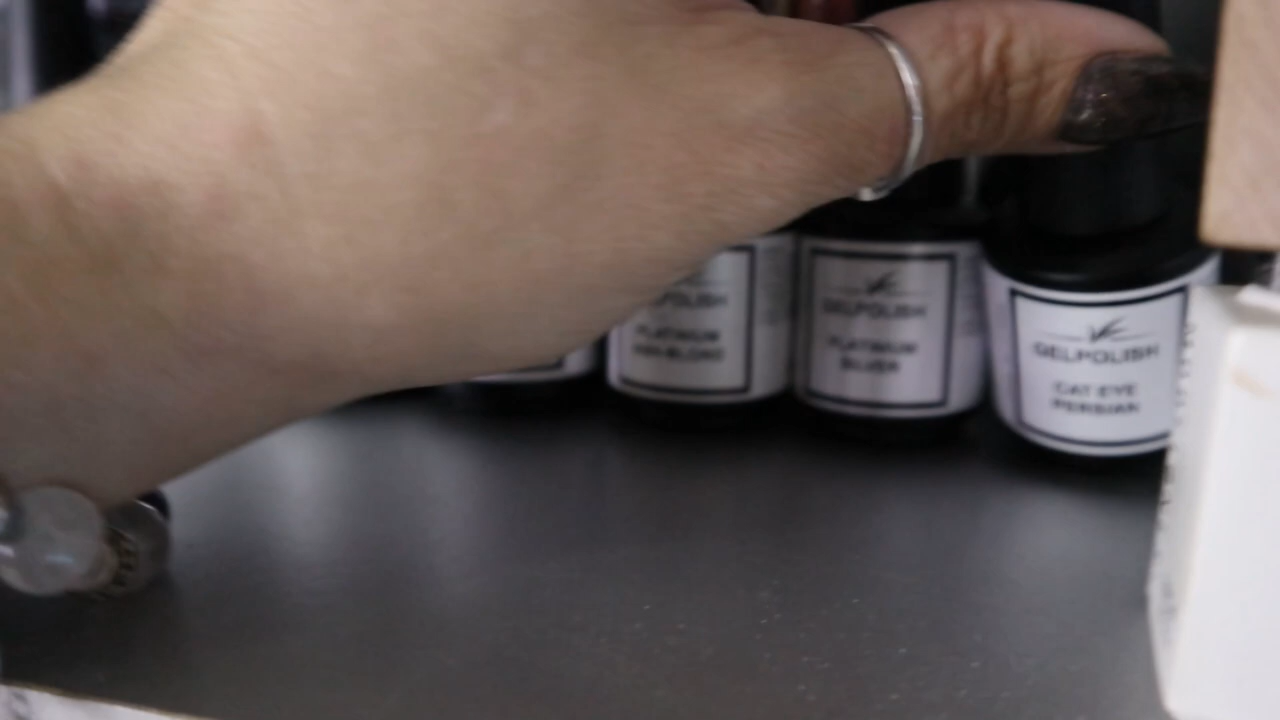 GELPOLISH
PLATINUM
GELPOLISH
PLATINUM
SILVER
GELPOLISH
CAT EYE
PERSIAN